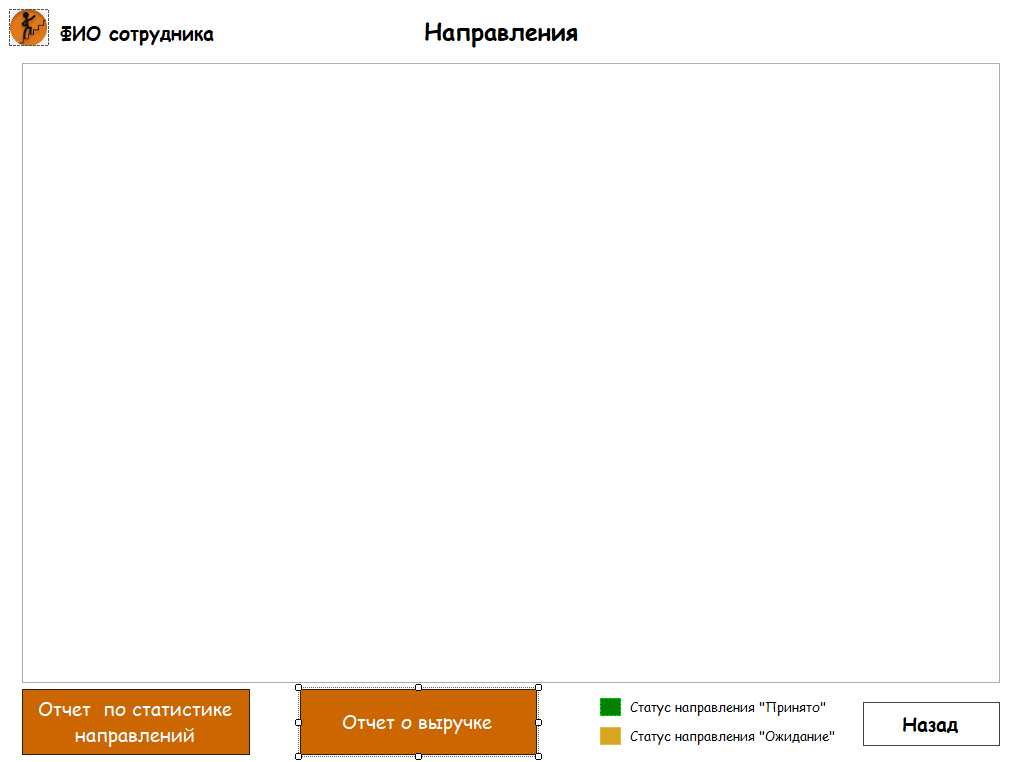 ФИО сотрудника
Направления
Отчет по статистике
направлений
Отчет о выручке
Статус направления "Принято"
Статус направления "Ожидание"
Назад